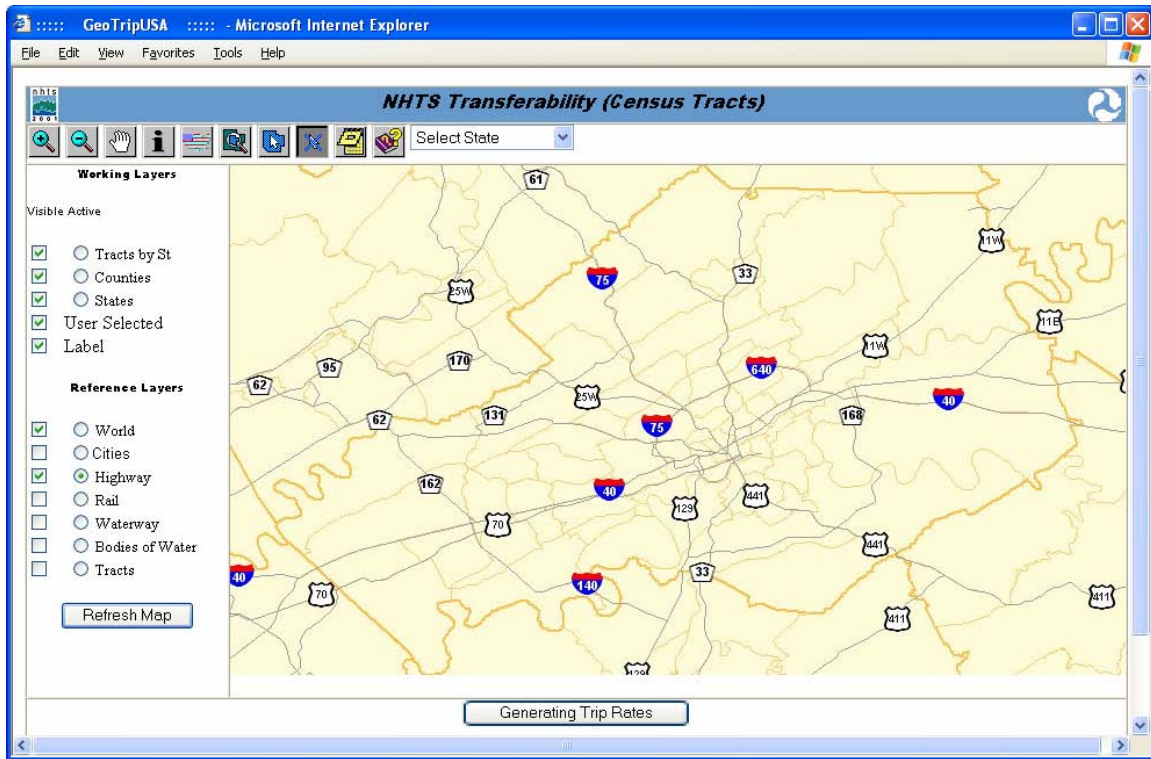 ::::: GeoTripUSA ::::: - Microsoft Internet Explorer
File Edit View Favorites Tools Help
nhts
2001
NHTS Transferability (Census Tracts)
Select State
Working Layers
Visible Active
Tracts by St
Counties
States
User Selected
Label
Reference Layers
World
Cities
Highway
Rail
Waterway
Bodies of Water
Tracts
Refresh Map
61
11W
75
33
25W
11E
11W
95
170
640
62
25W
40
62
131
168
75
162
40
441
129
70
441
40
140
33
70
411
411
129
Generating Trip Rates